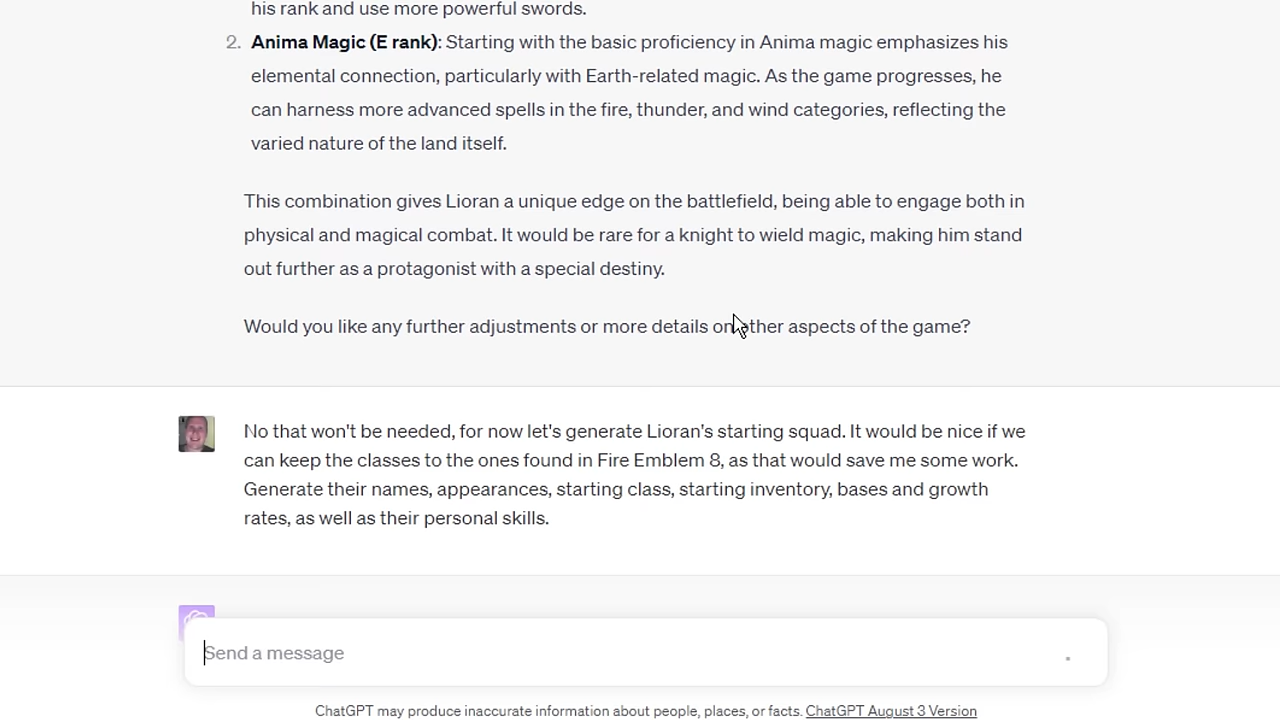 his rank and use more powerful swords.
2. Anima Magic (E rank): Starting with the basic proficiency in Anima magic emphasizes his
elemental connection, particularly with Earth-related magic. As the game progresses, he
can harness more advanced spells in the fire, thunder, and wind categories, reflecting the
varied nature of the land itself.
This combination gives Lioran a unique edge on the battlefield, being able to engage both in
physical and magical combat. It would be rare for a knight to wield magic, making him stand
out further as a protagonist with a special destiny.
Would you like any further adjustments or more details on other aspects of the game?
No that won't be needed, for now let's generate Lioran's starting squad. It would be nice if we
can keep the classes to the ones found in Fire Emblem 8, as that would save me some work.
Generate their names, appearances, starting class, starting inventory, bases and growth
rates, as well as their personal skills.
Send a message
ChatGPT may produce inaccurate information about people, places, or facts. ChatGPT August 3 Version